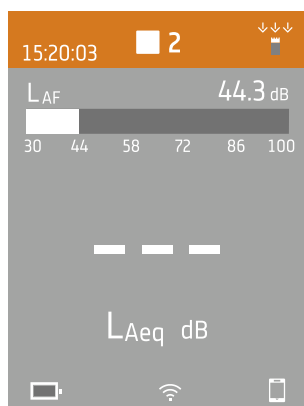 15:20:03 2
LAF 44.3 dB
30 44 58 72 86 100
– – –
LAeq dB